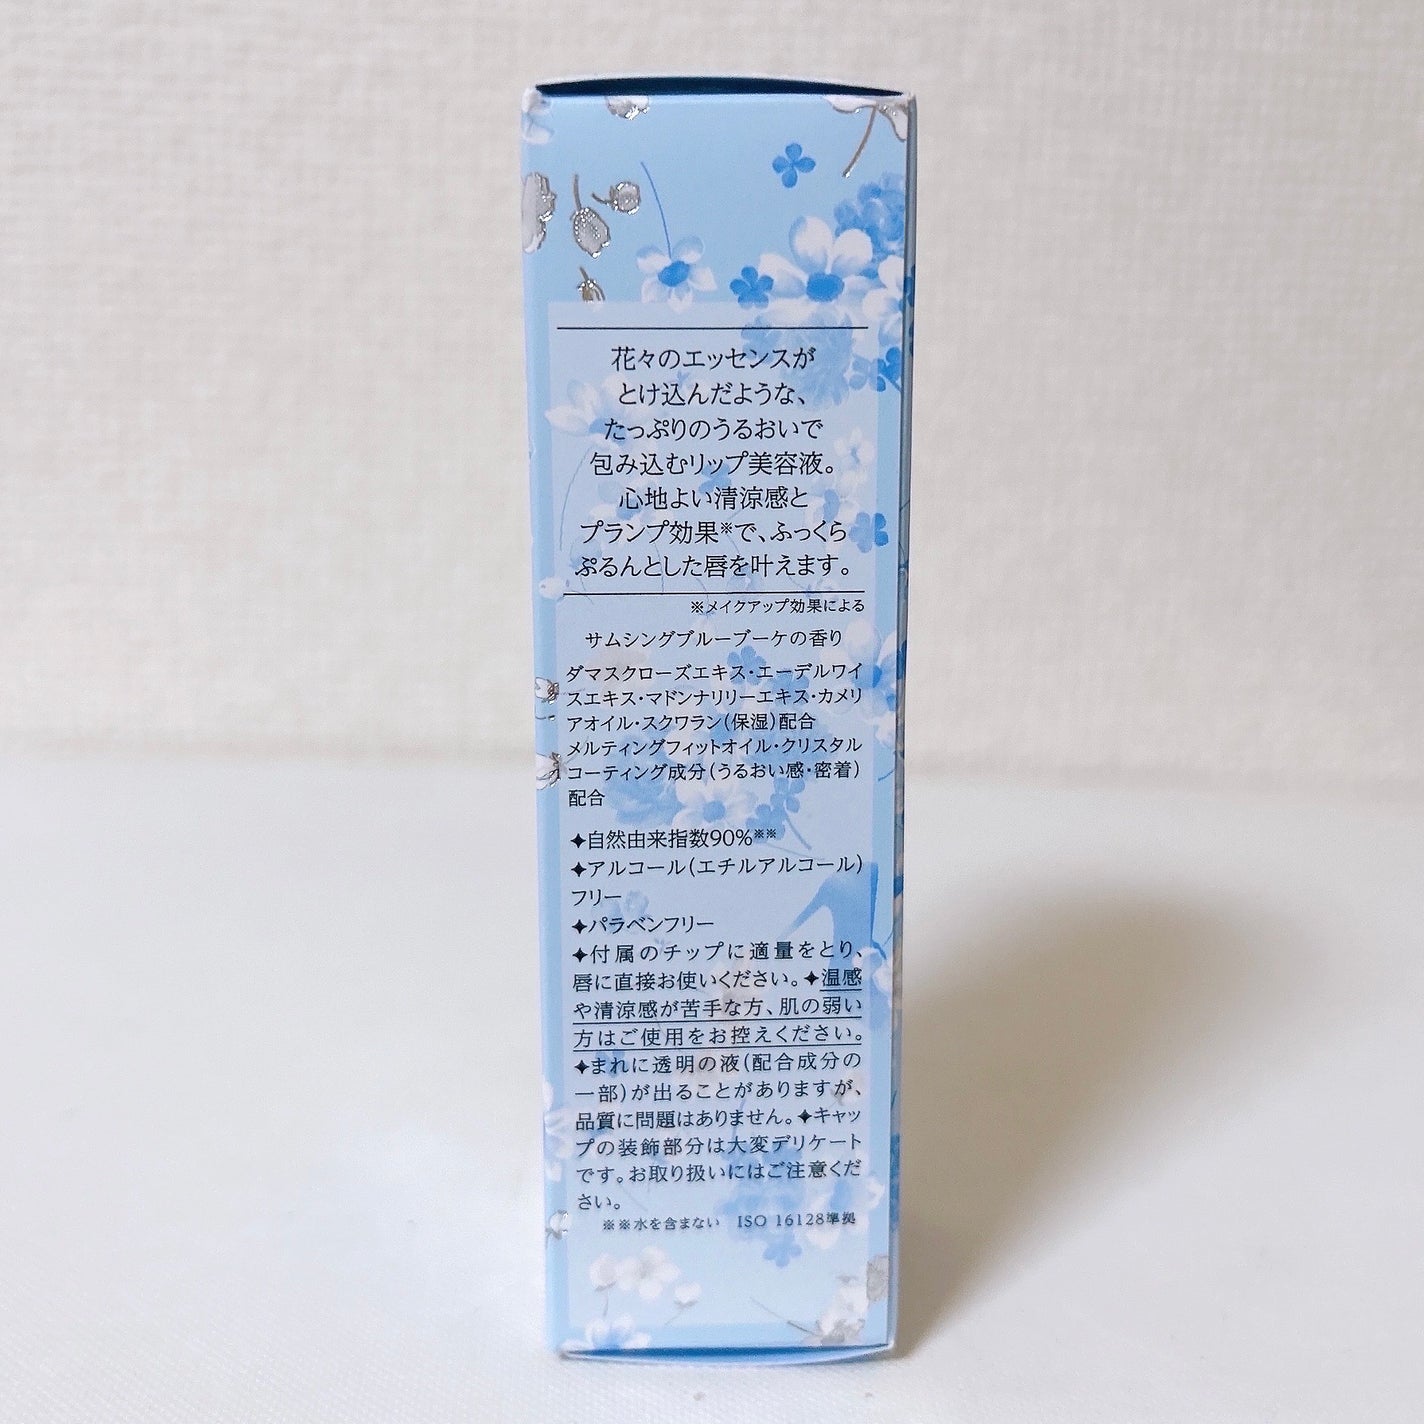 花々のエッセンスが
とけ込んだような、
たっぷりのうるおいで
包み込むリップ美容液。
心地よい清涼感と
プランプ効果※で、ふっくら
ぷるんとした唇を叶えます。
※メイクアップ効果による
サムシングブルーブーケの香り
ダマスクローズエキス・エーデルワイ
スエキス・マドンナリリーエキス・カメリ
アオイル・スクワラン(保湿)配合
メルティングフィットオイル・クリスタル
コーティング成分(うるおい感・密着)
配合
✦自然由来指数90%※※
✦アルコール(エチルアルコール)
フリー
✦パラベンフリー
✦付属のチップに適量をとり、
唇に直接お使いください。✦温感
や清涼感が苦手な方、肌の弱い
方はご使用をお控えください。
✦まれに透明の液(配合成分の
一部)が出ることがありますが、
品質に問題はありません。✦キャッ
プの装飾部分は大変デリケート
です。お取り扱いにはご注意くだ
さい。
※※水を含まない ISO 16128準拠